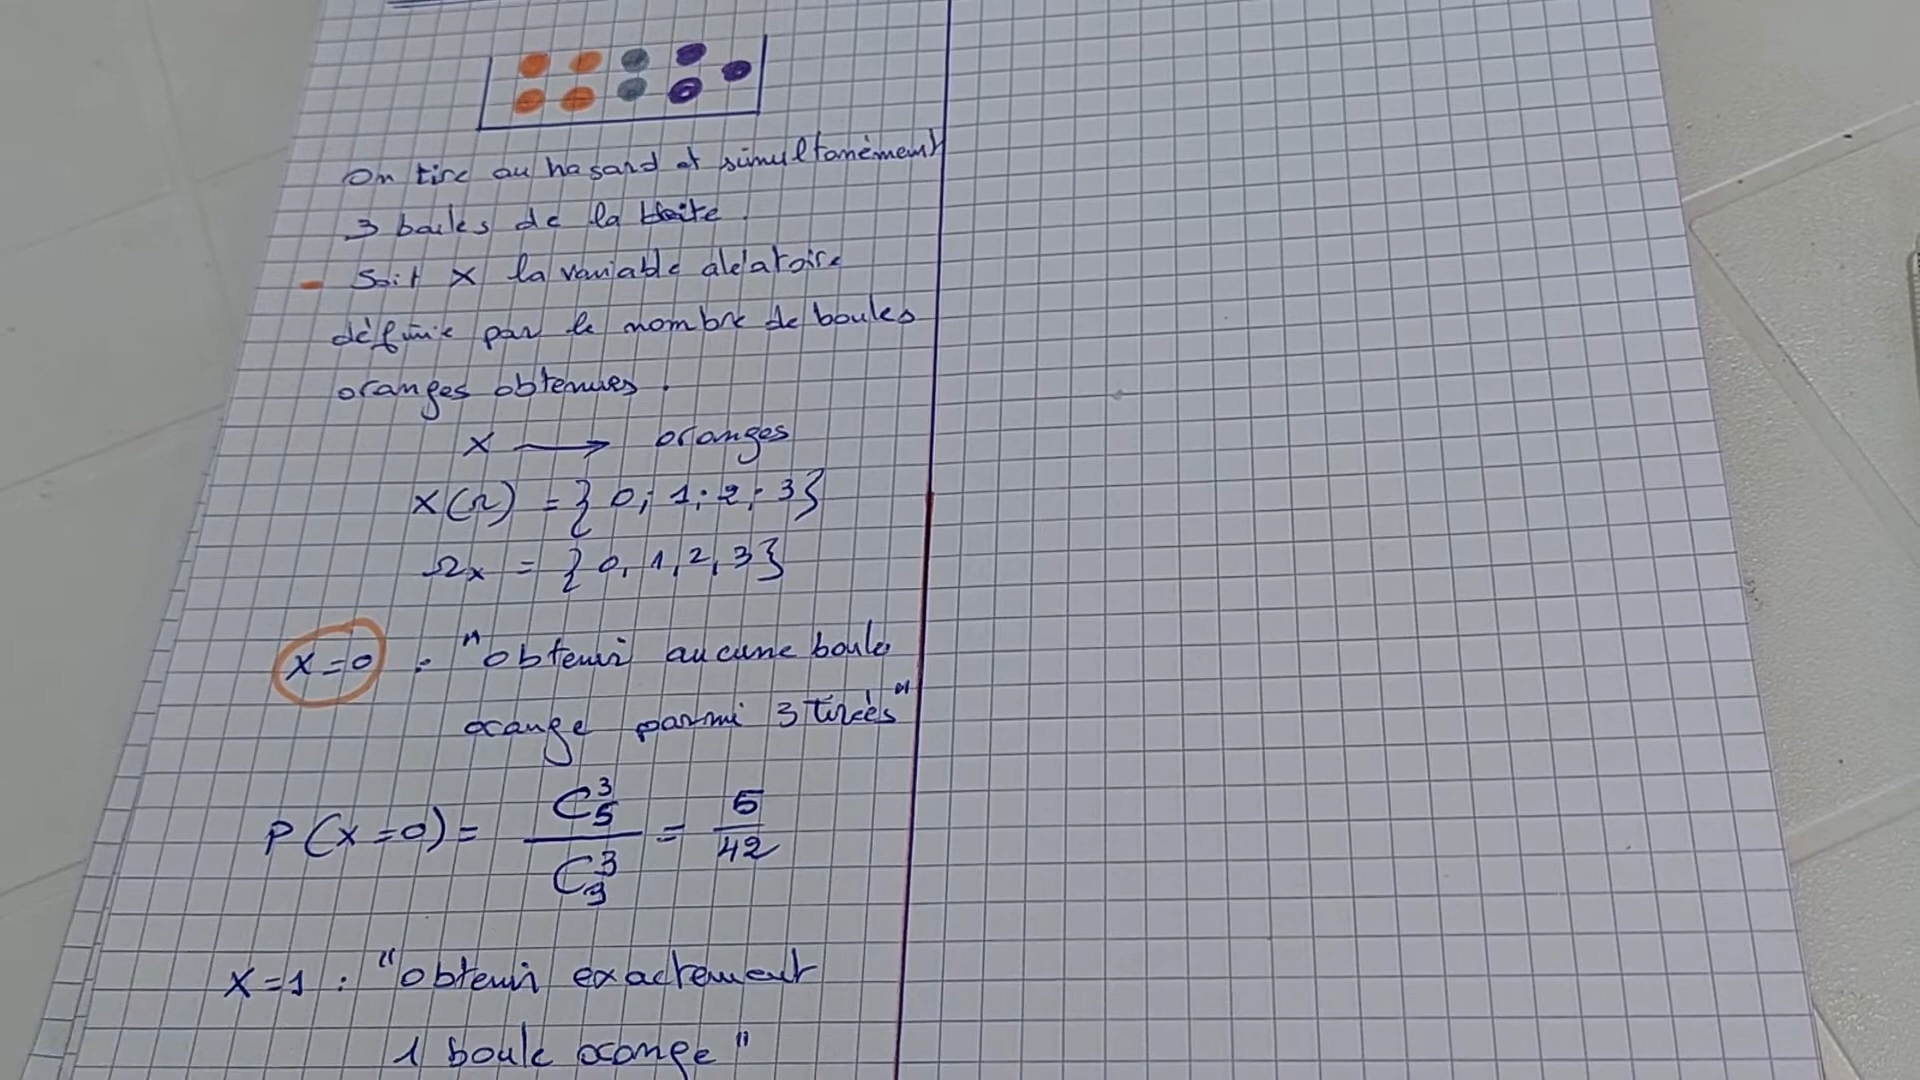 On tire au hasard et simultanément
3 boules de la boite.
- Soit X la variable aléatoire
définie par le nombre de boules
oranges obtenues.
X → oranges
X(Ω) = {0; 1; 2; 3}
Ωx = {0, 1, 2, 3}
X=0 : "obtenir aucune boule
orange parmi 3 tirées"
P(X=0) = C₅³ / C₉³ = 5/42
X=1 : "obtenir exactement
1 boule orange"